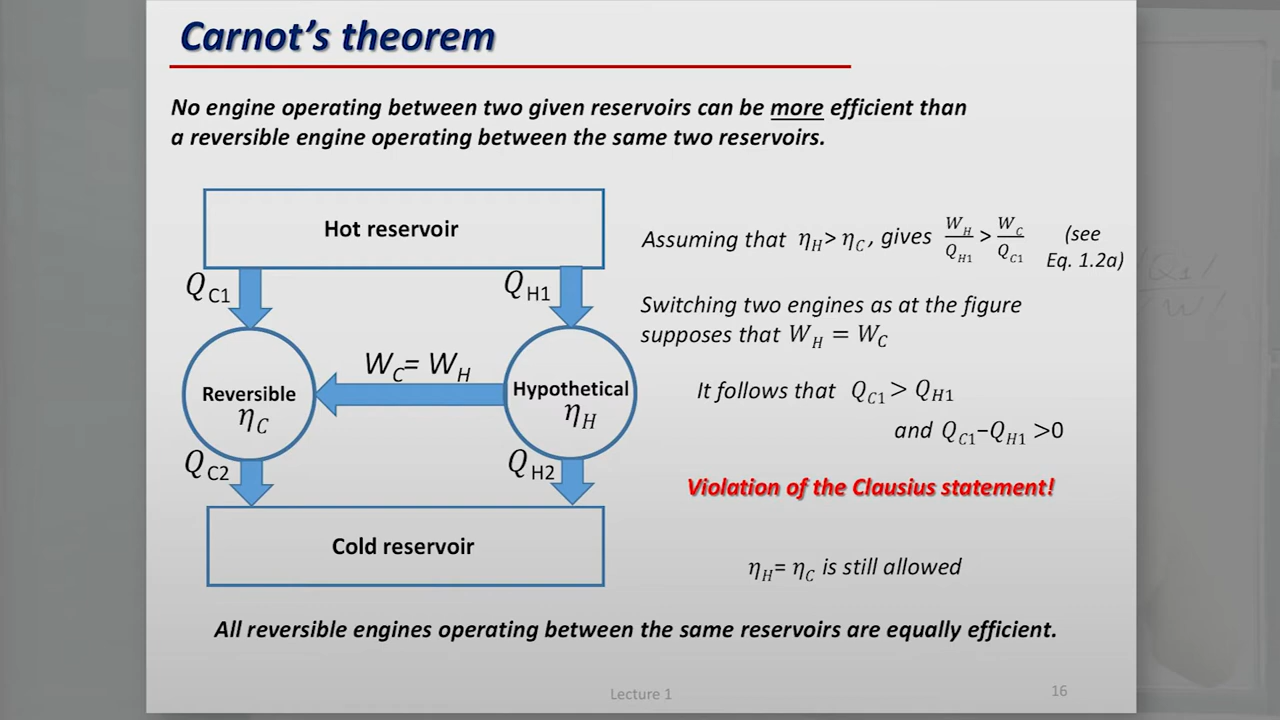 Carnot's theorem
No engine operating between two given reservoirs can be more efficient than
a reversible engine operating between the same two reservoirs.
Hot reservoir
Q_C1
Q_H1
W_C= W_H
Reversible
η_C
Hypothetical
η_H
Q_C2
Q_H2
Cold reservoir
Assuming that η_H> η_C, gives W_H/Q_H1 > W_C/Q_C1 (see
Eq. 1.2a)
Switching two engines as at the figure
supposes that W_H = W_C
It follows that Q_C1 > Q_H1
and Q_C1−Q_H1 >0
Violation of the Clausius statement!
η_H= η_C is still allowed
All reversible engines operating between the same reservoirs are equally efficient.
Lecture 1
16